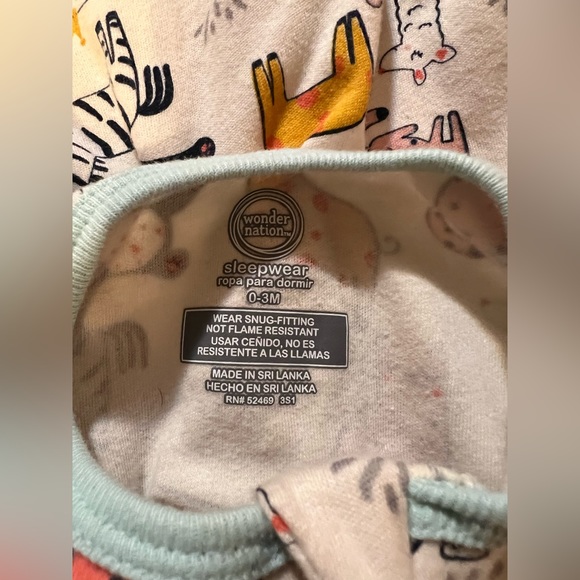 wonder
nation™
sleepwear
ropa para dormir
0-3M
WEAR SNUG-FITTING
NOT FLAME RESISTANT
USAR CEÑIDO, NO ES
RESISTENTE A LAS LLAMAS
MADE IN SRI LANKA
HECHO EN SRI LANKA
RN# 52469 3S1